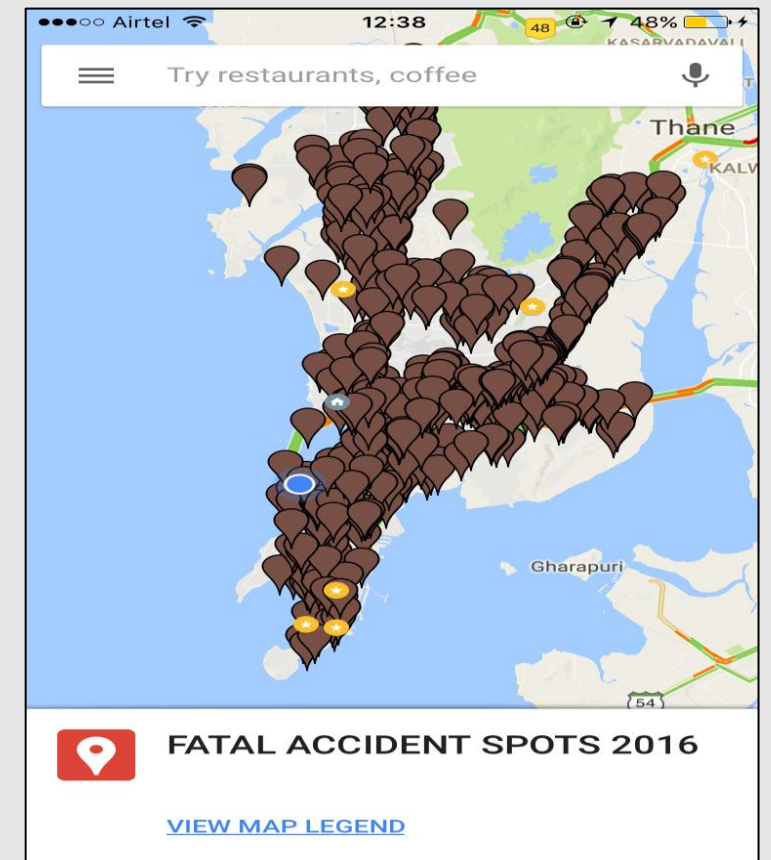 Airtel 12:38 48%
48
KASARVADAVALI
Try restaurants, coffee
Thane
Gharapuri
54
FATAL ACCIDENT SPOTS 2016
VIEW MAP LEGEND